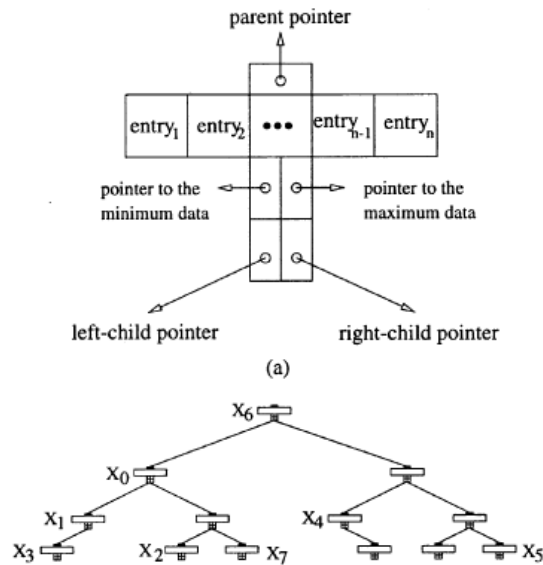 parent pointer
entry1 entry2 ••• entryn-1 entryn
pointer to the minimum data
pointer to the maximum data
left-child pointer
right-child pointer
(a)
X6
X0
X1
X4
X3
X2
X7
X5